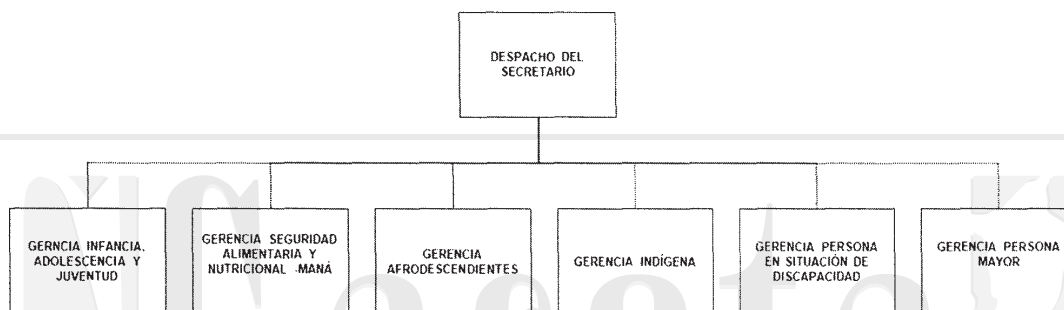 DESPACHO DEL
SECRETARIO
GERNCIA INFANCIA,
ADOLESCENCIA Y
JUVENTUD
GERENCIA SEGURIDAD
ALIMENTARIA Y
NUTRICIONAL -MANÁ
GERENCIA
AFRODESCENDIENTES
GERENCIA INDÍGENA
GERENCIA PERSONA
EN SITUACIÓN DE
DISCAPACIDAD
GERENCIA PERSONA
MAYOR